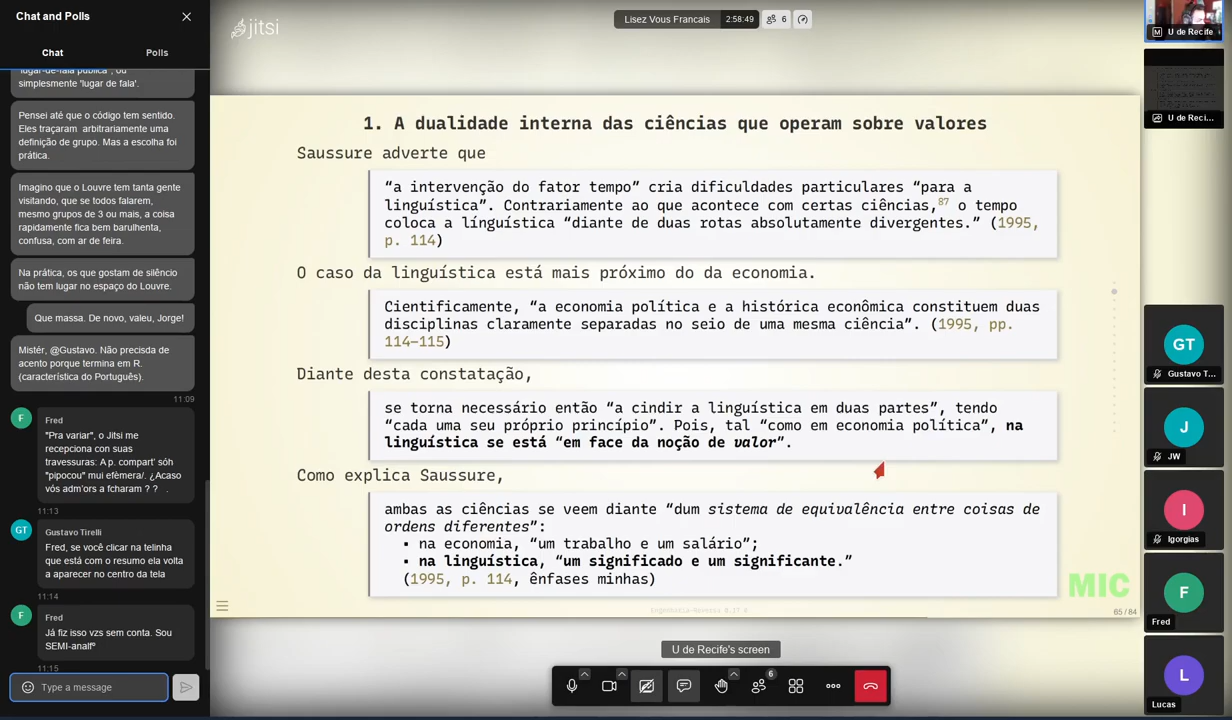 Chat and Polls
Chat
Polls
'lugar-de-fala pública', ou
simplesmente 'lugar de fala'.
Pensei até que o código tem sentido.
Eles traçaram arbitrariamente uma
definição de grupo. Mas a escolha foi
prática.
Imagino que o Louvre tem tanta gente
visitando, que se todos falarem,
mesmo grupos de 3 ou mais, a coisa
rapidamente fica bem barulhenta,
confusa, com ar de feira.
Na prática, os que gostam de silêncio
não tem lugar no espaço do Louvre.
Que massa. De novo, valeu, Jorge!
Mistér, @Gustavo. Não precisda de
acento porque termina em R.
(característica do Português).
11:09
F
Fred
"Pra variar", o Jitsi me
recepciona con suas
travessuras: A p. compart' sóh
"pipocou" mui efêmera/. ¿Acaso
vós adm'ors a fcharam ? ? .
11:13
GT
Gustavo Tirelli
Fred, se você clicar na telinha
que está com o resumo ela volta
a aparecer no centro da tela
11:14
F
Fred
Já fiz isso vzs sem conta. Sou
SEMI-analfº
11:15
Type a message
jitsi
Lisez Vous Francais
2:58:49
6
1. A dualidade interna das ciências que operam sobre valores
Saussure adverte que
“a intervenção do fator tempo” cria dificuldades particulares “para a
linguística”. Contrariamente ao que acontece com certas ciências,87 o tempo
coloca a línguística “diante de duas rotas absolutamente divergentes.” (1995,
p. 114)
O caso da linguística está mais próximo do da economia.
Cientificamente, “a economia política e a histórica econômica constituem duas
disciplinas claramente separadas no seio de uma mesma ciência”. (1995, pp.
114–115)
Diante desta constatação,
se torna necessário então “a cindir a linguística em duas partes”, tendo
“cada uma seu próprio princípio”. Pois, tal “como em economia política”, na
linguística se está “em face da noção de valor”.
Como explica Saussure,
ambas as ciências se veem diante “dum sistema de equivalência entre coisas de
ordens diferentes”:
▪ na economia, “um trabalho e um salário”;
▪ na linguística, “um significado e um significante.”
(1995, p. 114, ênfases minhas)
MIC
65 / 84
U de Recife's screen
6
M U de Recife
U de Reci...
GT
Gustavo T...
J
JW
I
Igorgias
F
Fred
L
Lucas